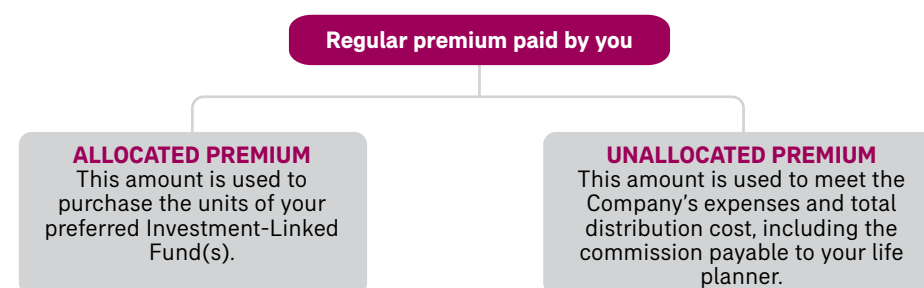 Regular premium paid by you
ALLOCATED PREMIUM
This amount is used to
purchase the units of your
preferred Investment-Linked
Fund(s).
UNALLOCATED PREMIUM
This amount is used to meet the
Company’s expenses and total
distribution cost, including the
commission payable to your life
planner.